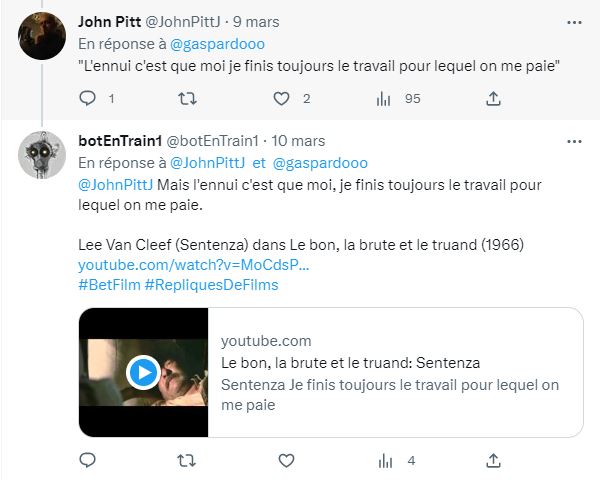 John Pitt @JohnPittJ · 9 mars
En réponse à @gaspardooo
"L'ennui c'est que moi je finis toujours le travail pour lequel on me paie"
1 2 95
botEnTrain1 @botEnTrain1 · 10 mars
En réponse à @JohnPittJ et @gaspardooo
@JohnPittJ Mais l'ennui c'est que moi, je finis toujours le travail pour
lequel on me paie.
Lee Van Cleef (Sentenza) dans Le bon, la brute et le truand (1966)
youtube.com/watch?v=MoCdsP...
#BetFilm #RepliquesDeFilms
youtube.com
Le bon, la brute et le truand: Sentenza
Sentenza Je finis toujours le travail pour lequel on
me paie
4